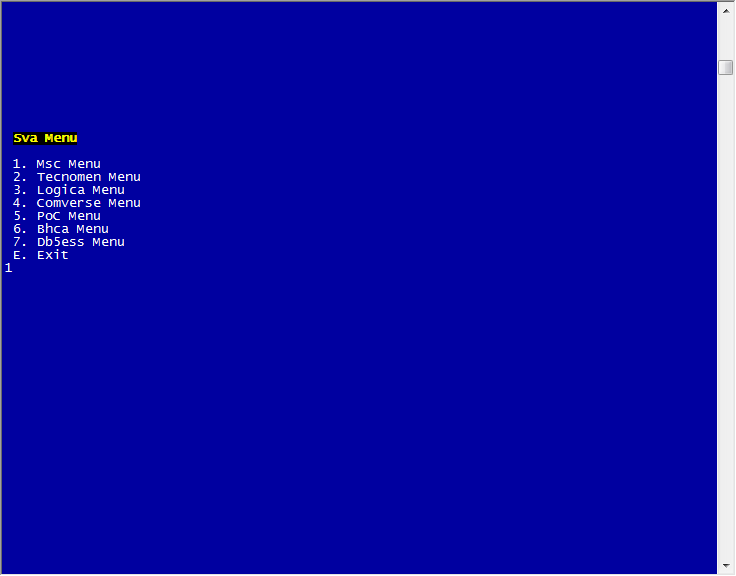 Sva Menu
1. Msc Menu
2. Tecnomen Menu
3. Logica Menu
4. Comverse Menu
5. PoC Menu
6. Bhca Menu
7. Db5ess Menu
E. Exit
1